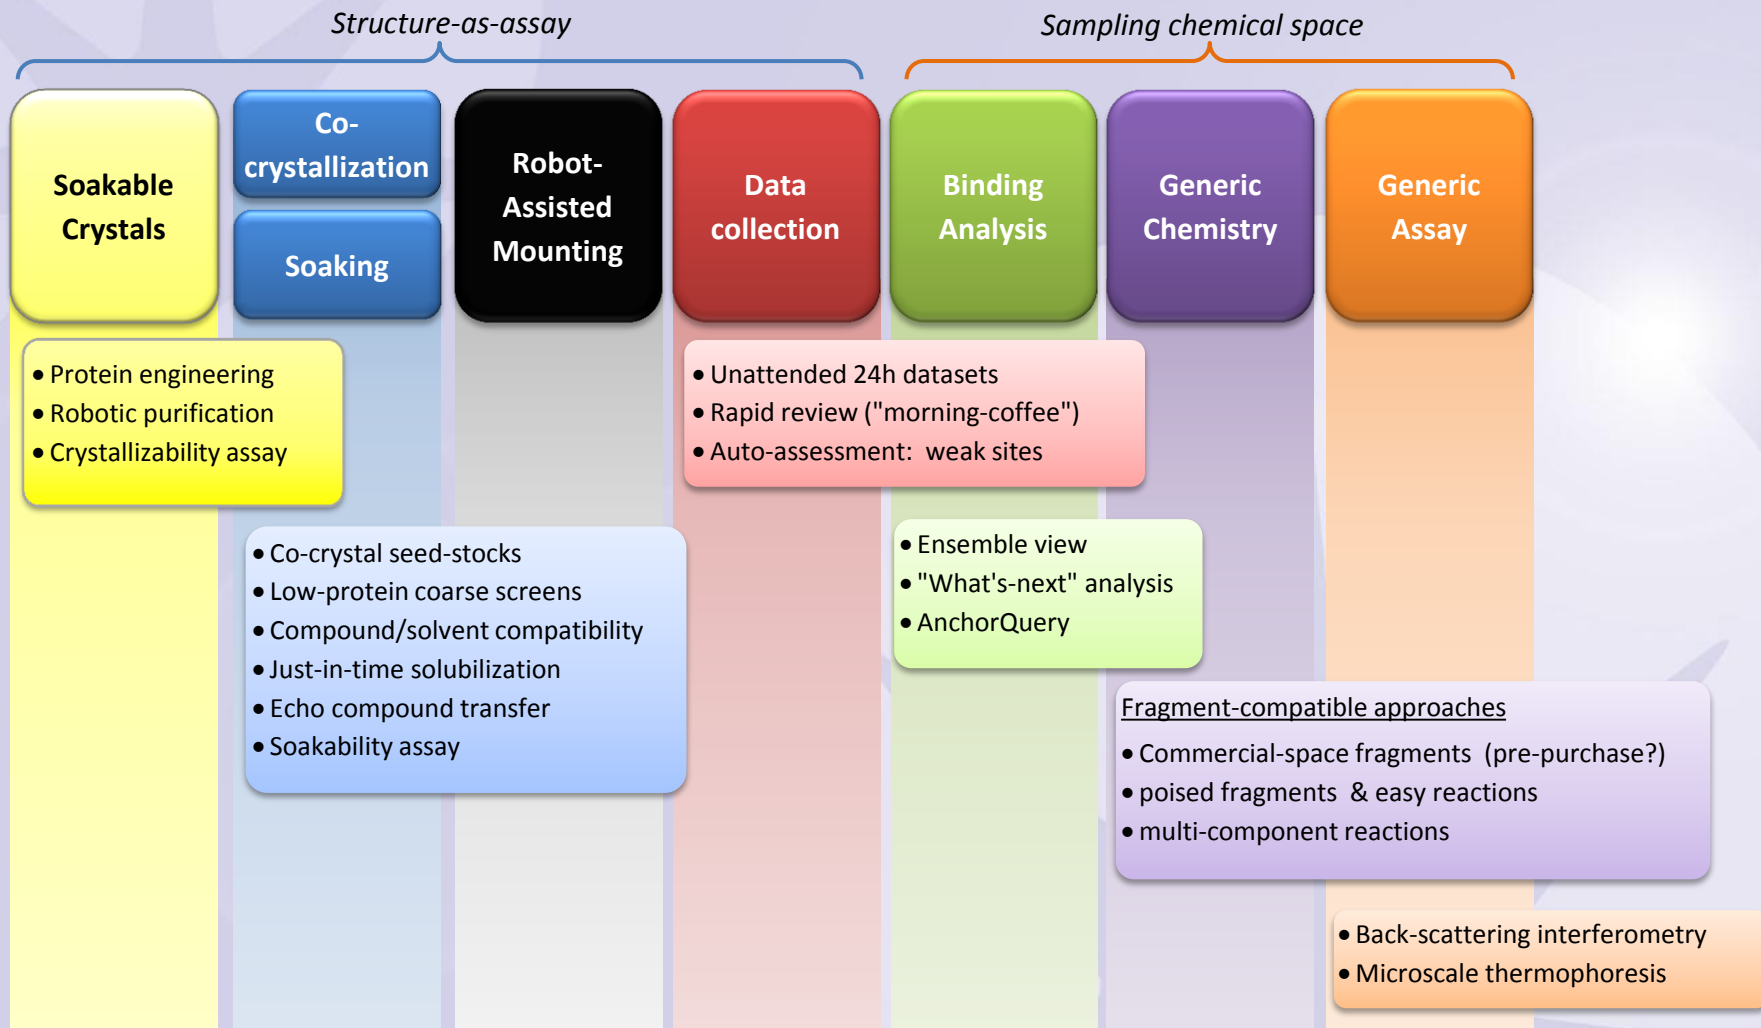 Structure-as-assay
Sampling chemical space
Soakable
Crystals
Co-
crystallization
Soaking
Robot-
Assisted
Mounting
Data
collection
Binding
Analysis
Generic
Chemistry
Generic
Assay
• Protein engineering
• Robotic purification
• Crystallizability assay
• Co-crystal seed-stocks
• Low-protein coarse screens
• Compound/solvent compatibility
• Just-in-time solubilization
• Echo compound transfer
• Soakability assay
• Unattended 24h datasets
• Rapid review ("morning-coffee")
• Auto-assessment: weak sites
• Ensemble view
• "What's-next" analysis
• AnchorQuery
Fragment-compatible approaches
• Commercial-space fragments (pre-purchase?)
• poised fragments & easy reactions
• multi-component reactions
• Back-scattering interferometry
• Microscale thermophoresis